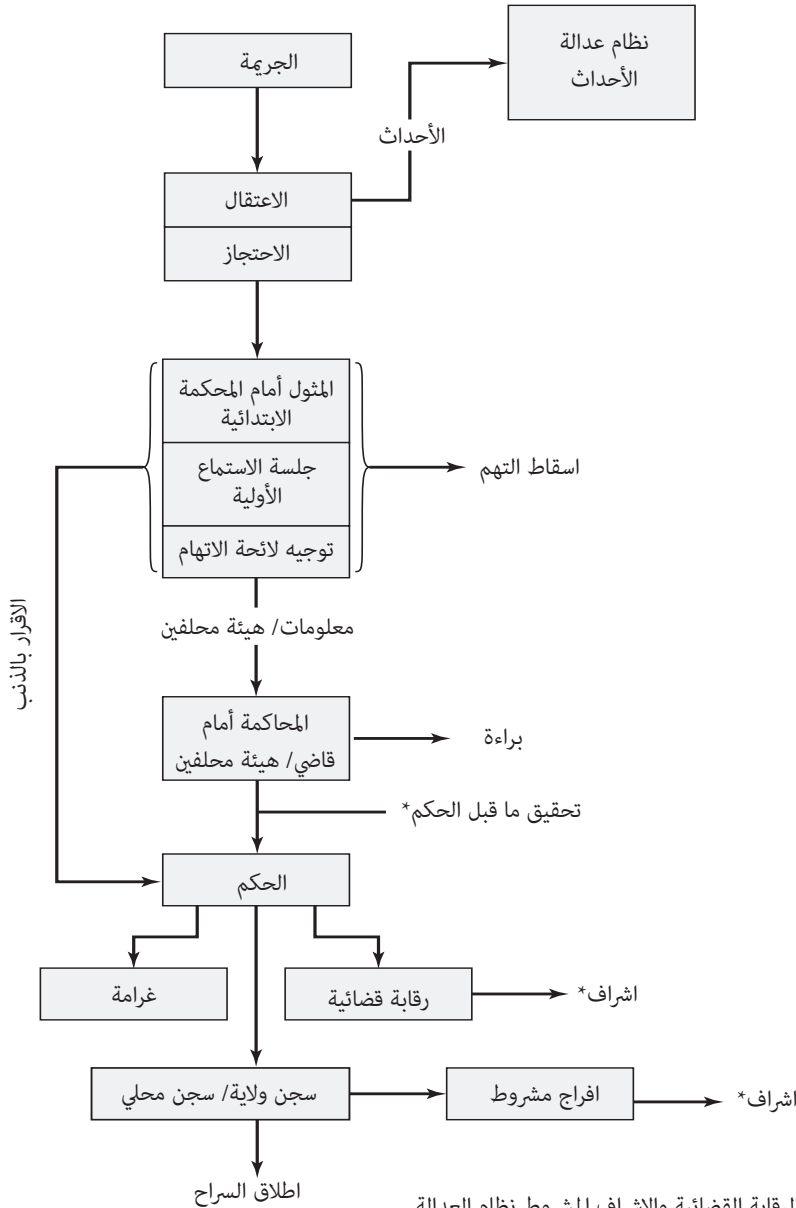 الجريمة
نظام عدالة
الأحداث
الأحداث
الاعتقال
الاحتجاز
المثول أمام المحكمة
الابتدائية
جلسة الاستماع
الأولية
توجيه لائحة الاتهام
اسقاط التهم
الاقرار بالذنب
معلومات/ هيئة محلفين
المحاكمة أمام
قاضي/ هيئة محلفين
براءة
تحقيق ما قبل الحكم*
الحكم
غرامة
رقابة قضائية
اشراف*
سجن ولاية/ سجن محلي
افراج مشروط
اشراف*
اطلاق السراح